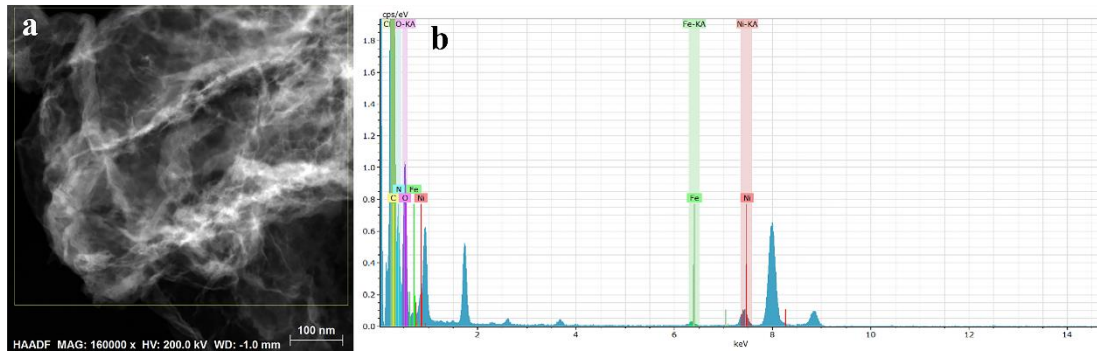 a
HAADF MAG: 160000 x HV: 200.0 kV WD: -1.0 mm
100 nm
b
cps/eV
O-KA Fe-KA Ni-KA
1.8
1.6
1.4
1.2
1.0
0.8
0.6
0.4
0.2
0.0
N Fe
C O Ni Fe Ni
2 4 6 8 10 12 14
keV